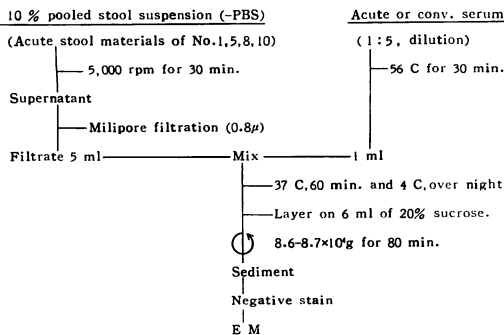 10 % pooled stool suspension (-PBS)
Acute or conv. serum
(Acute stool materials of No.1,5,8,10)
(1:5, dilution)
5,000 rpm for 30 min.
56 C for 30 min.
Supernatant
Milipore filtration (0.8μ)
Filtrate 5 ml
Mix
1 ml
37 C,60 min. and 4 C,over night
Layer on 6 ml of 20% sucrose.
8.6-8.7×10⁴g for 80 min.
Sediment
Negative stain
E M